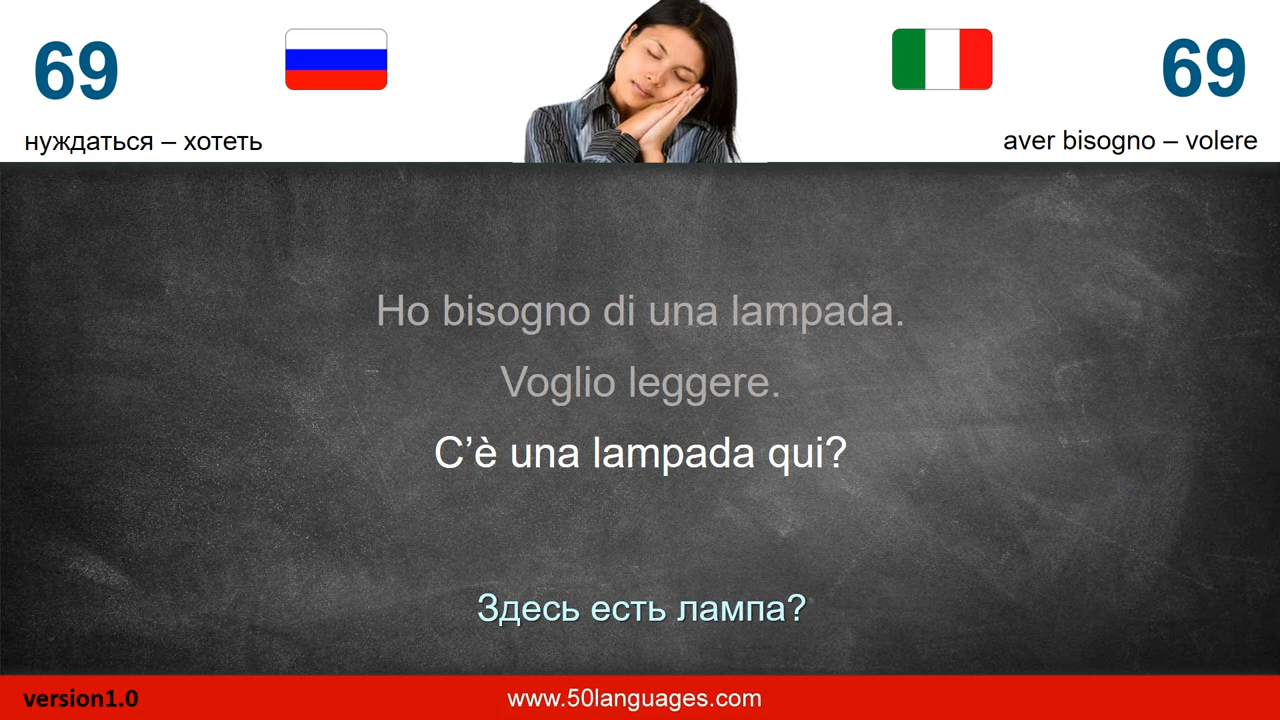 69
69
нуждаться – хотеть
aver bisogno – volere
Ho bisogno di una lampada.
Voglio leggere.
C’è una lampada qui?
Здесь есть лампа?
version1.0
www.50languages.com